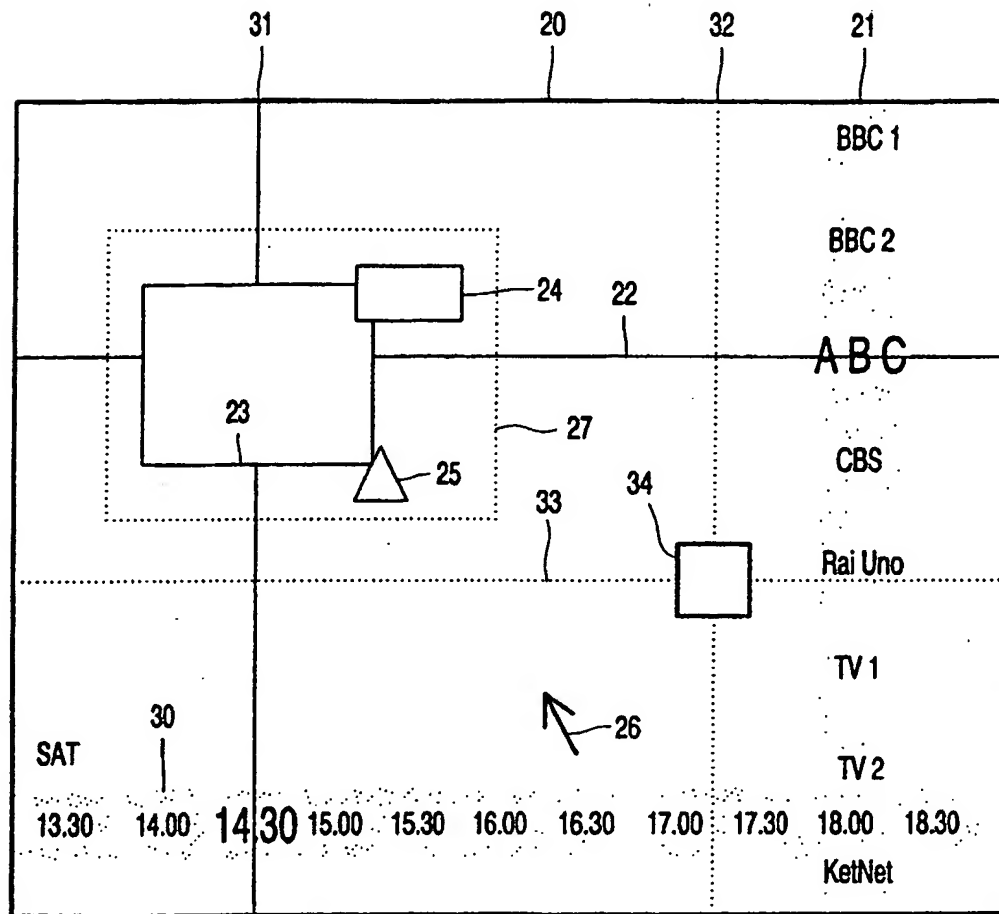 31 20 32 21
BBC 1
BBC 2
24 22
A B C
23 27
25 CBS
34
33
Rai Uno
TV 1
30 26
SAT TV 2
13.30 14.00 14.30 15.00 15.30 16.00 16.30 17.00 17.30 18.00 18.30
KetNet